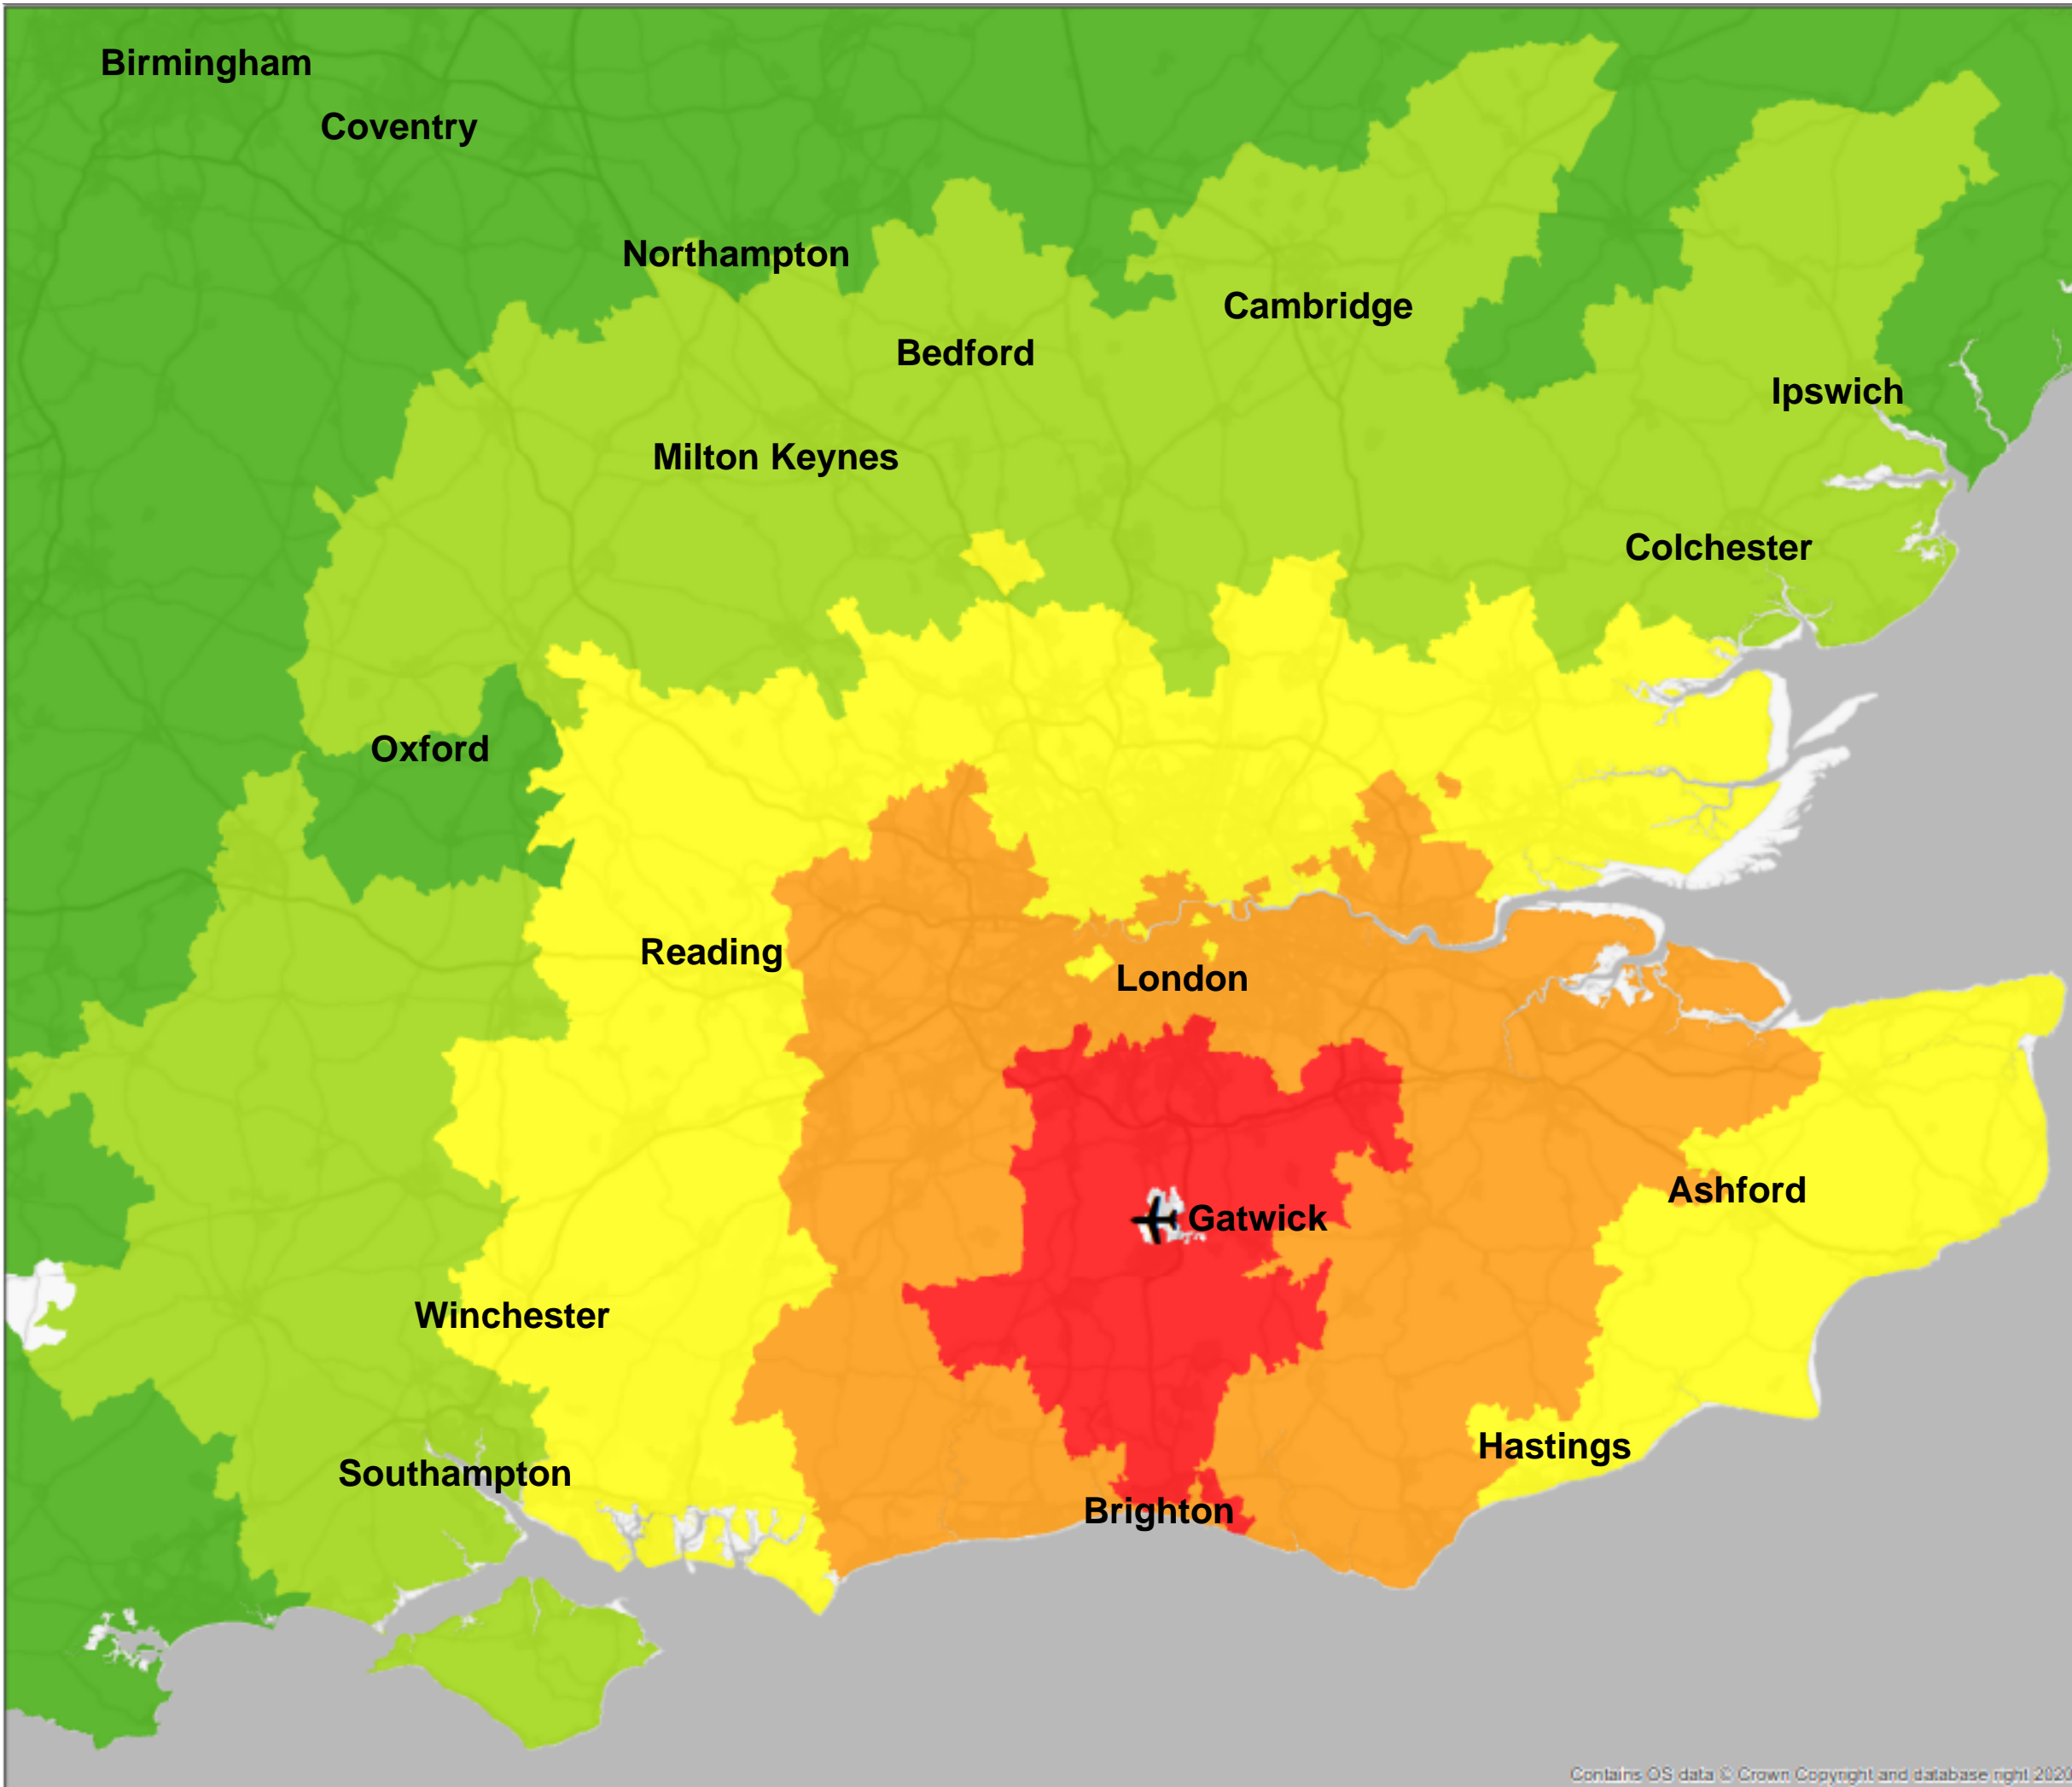 Birmingham
Coventry
Northampton
Cambridge
Bedford
Ipswich
Milton Keynes
Colchester
Oxford
Reading
London
Ashford
Gatwick
Winchester
Hastings
Southampton
Brighton
Contains OS data © Crown Copyright and database right 2020